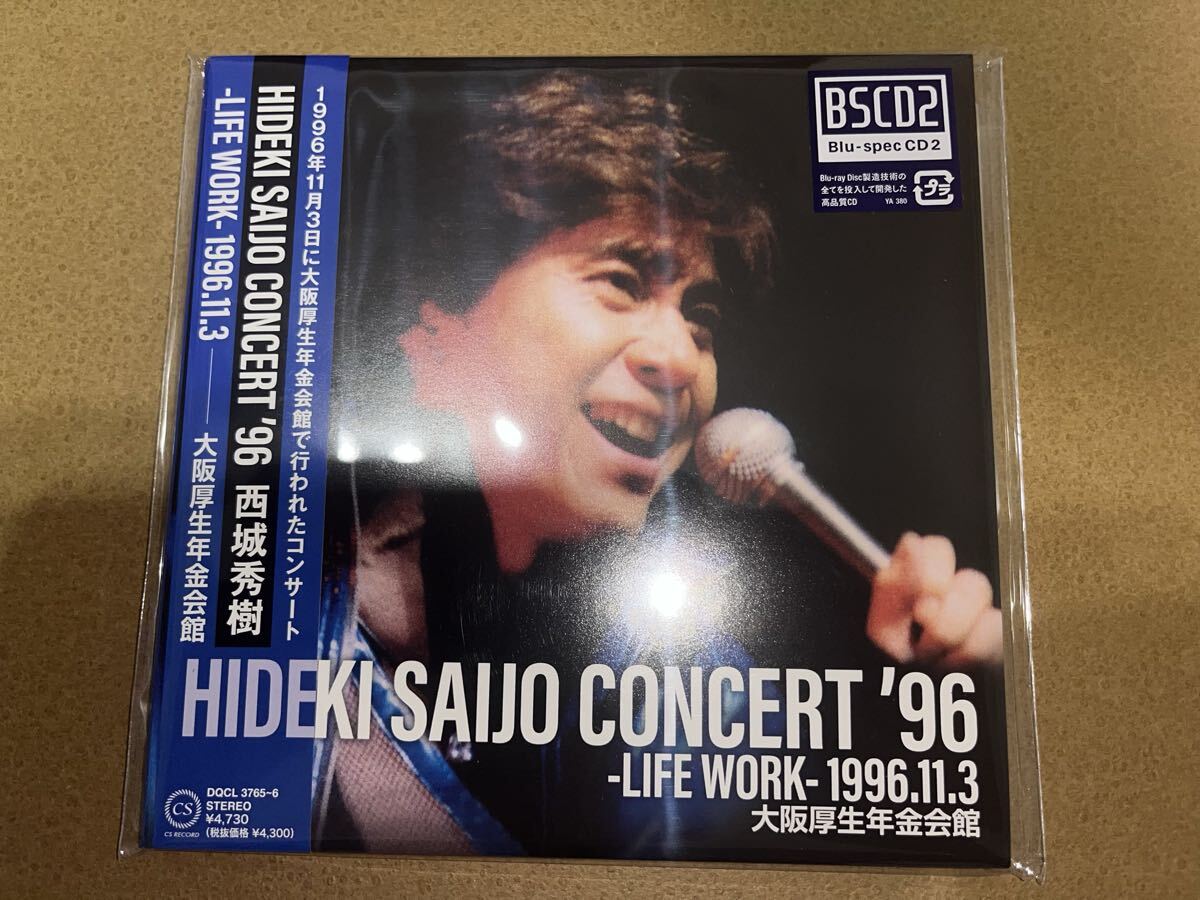 1996年11月3日に大阪厚生年金会館で行われたコンサート
HIDEKI SAIJO CONCERT '96 西城秀樹
-LIFE WORK- 1996.11.3 ── 大阪厚生年金会館
BSCD2
Blu-spec CD 2
Blu-ray Disc製造技術の
全てを投入して開発した
高品質CD
YA 380
プラ
HIDEKI SAIJO CONCERT '96
-LIFE WORK- 1996.11.3
大阪厚生年金会館
CS
CS RECORD
DQCL 3765~6
STEREO
¥4,730
(税抜価格 ¥4,300)